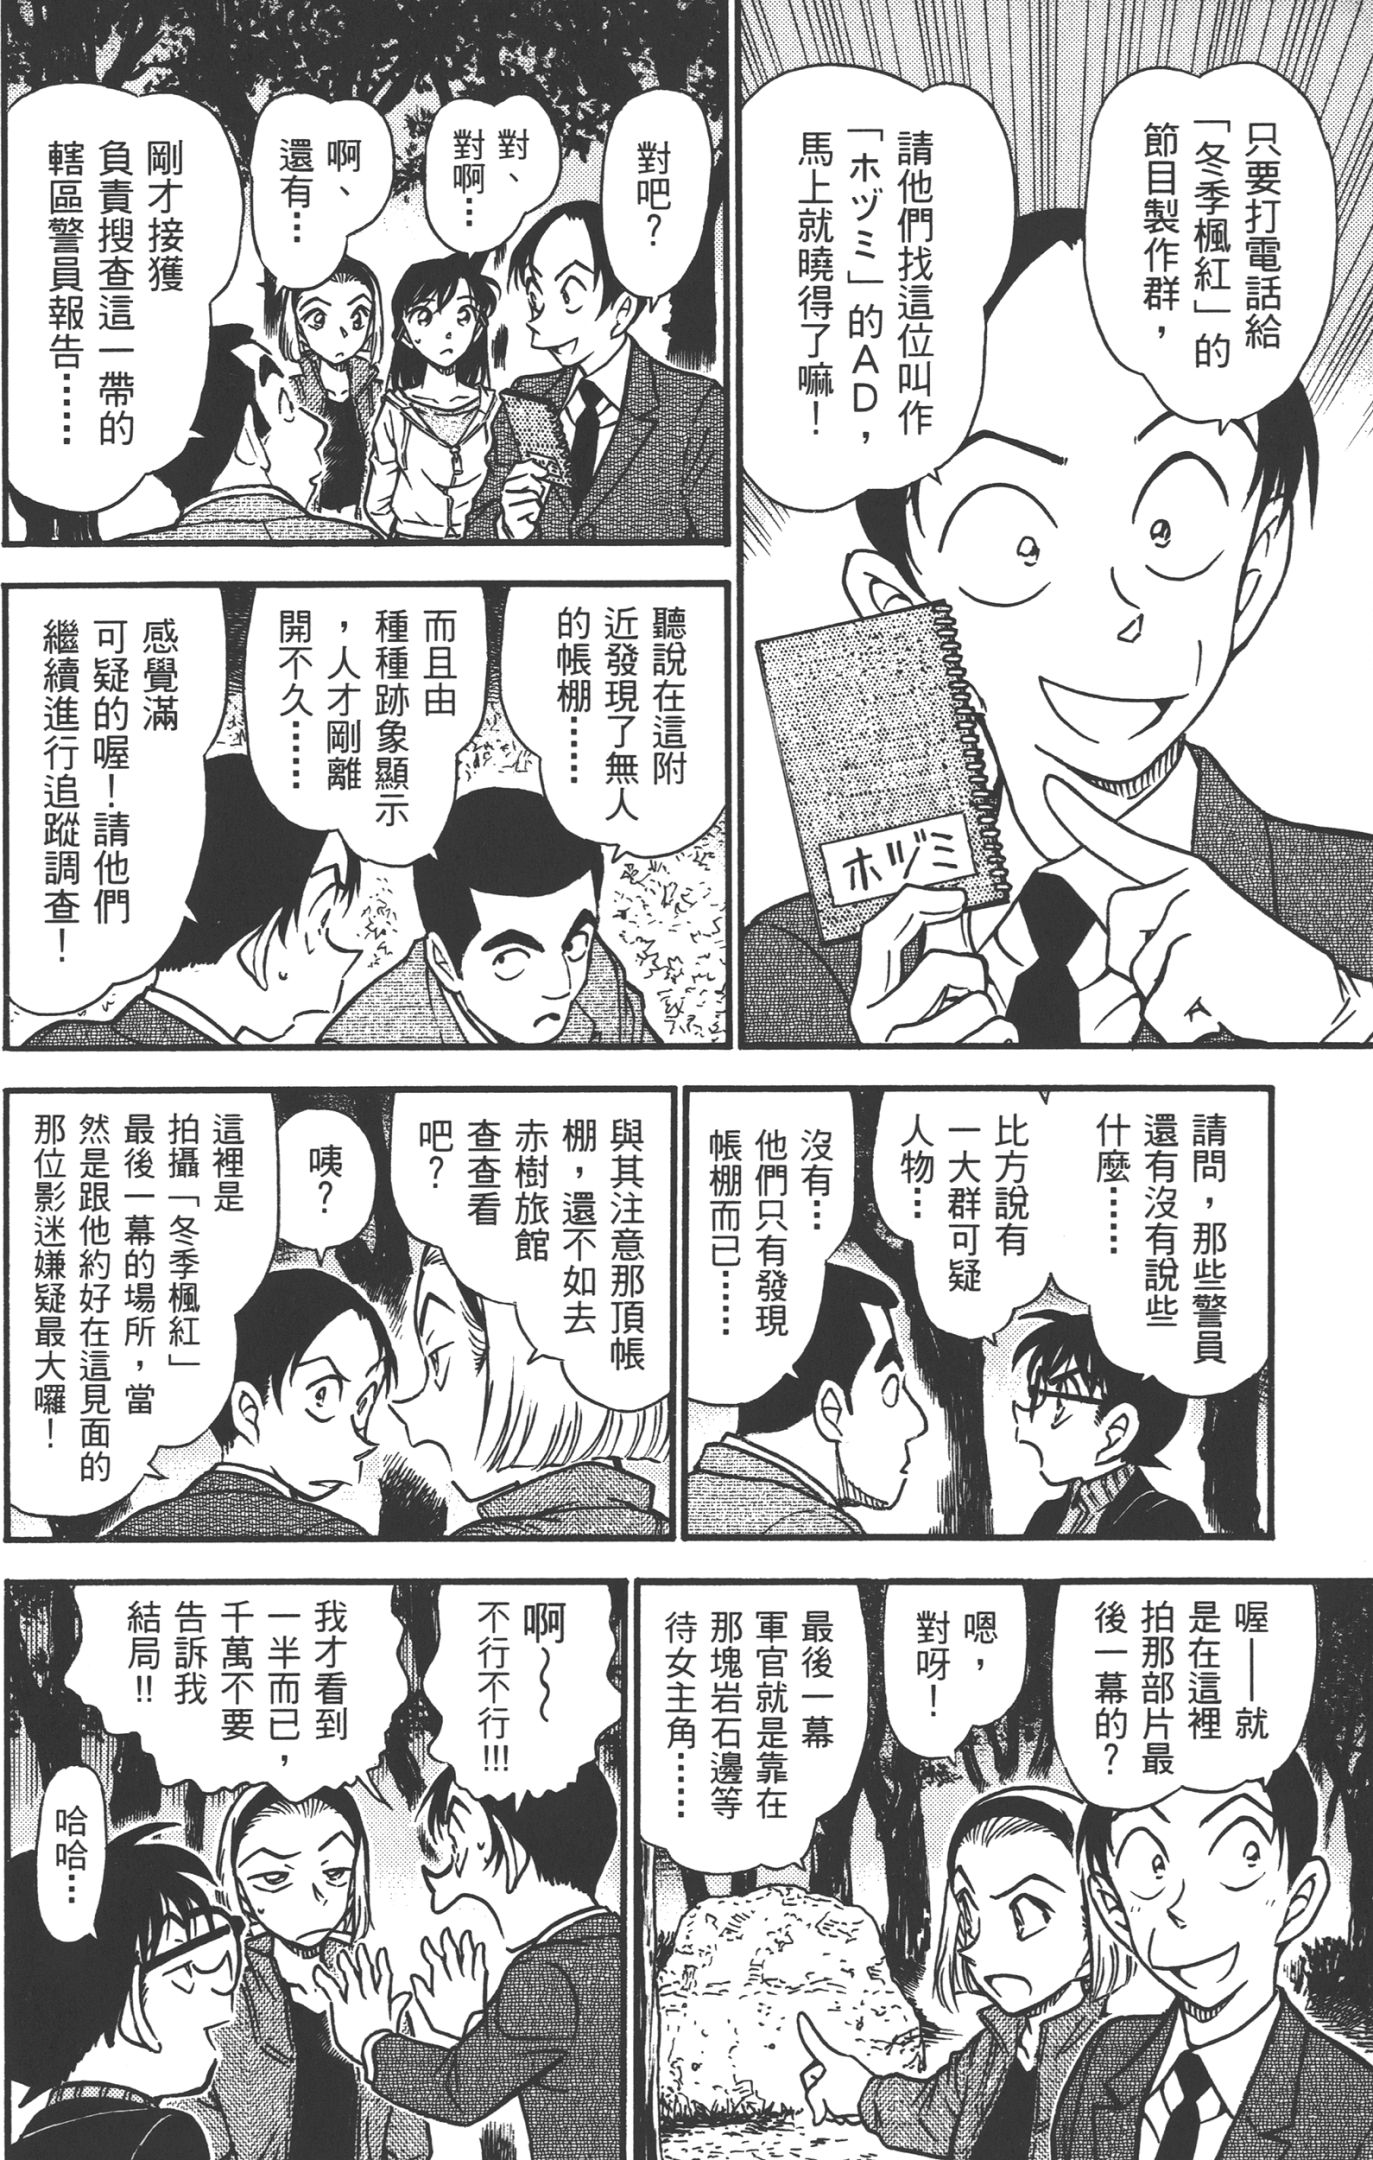 只要打電話給
「冬季楓紅」的
節目製作群，
請他們找這位叫作
「ホヅミ」的AD，
馬上就曉得了嘛！
ホヅミ
對吧？
對、
對啊…
啊、
還有…
剛才接獲
負責搜查這一帶的
轄區警員報告……
聽說在這附
近發現了無人
的帳棚……
而且由
種種跡象顯示
，人才剛離
開不久……
感覺滿
可疑的喔！請他們
繼續進行追蹤調查！
請問，那些警員
還有沒有說些
什麼……
比方說有
一大群可疑
人物…
沒有…
他們只有發現
帳棚而已……
與其注意那頂帳
棚，還不如去
赤樹旅館
查查看
吧？
咦？
這裡是
拍攝「冬季楓紅」
最後一幕的場所，當
然是跟他約好在這見面的
那位影迷嫌疑最大囉！
喔──就
是在這裡
拍那部片最
後一幕的？
嗯，
對呀！
最後一幕
軍官就是靠在
那塊岩石邊等
待女主角……
啊～～
不行不行!!!
我才看到
一半而已，
千萬不要
告訴我
結局!!
哈哈…